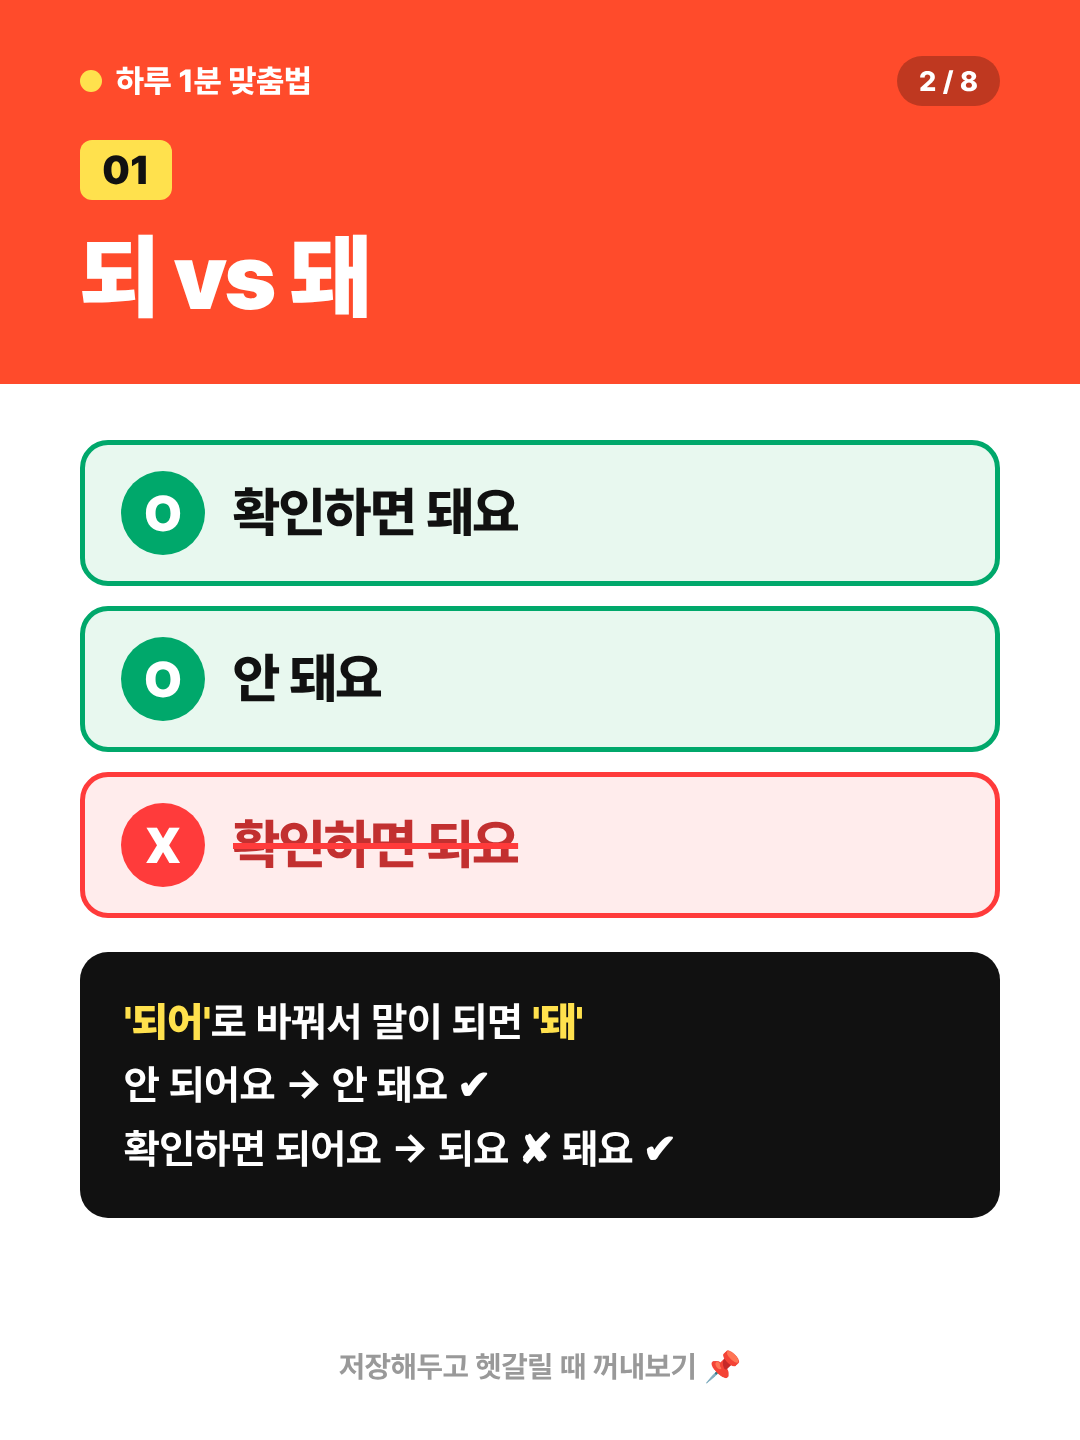 하루 1분 맞춤법
2 / 8
01
되 vs 돼
O 확인하면 돼요
O 안 돼요
X 확인하면 되요
'되어'로 바꿔서 말이 되면 '돼'
안 되어요 → 안 돼요 ✔
확인하면 되어요 → 되요 ✘ 돼요 ✔
저장해두고 헷갈릴 때 꺼내보기 📌